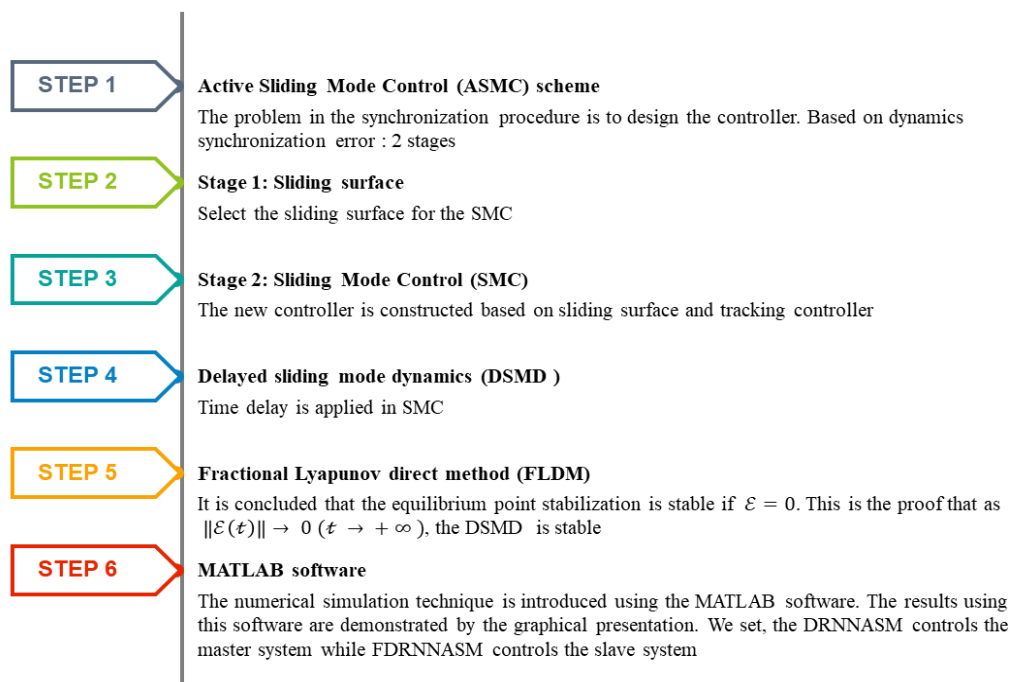 STEP 1
Active Sliding Mode Control (ASMC) scheme
The problem in the synchronization procedure is to design the controller. Based on dynamics
synchronization error : 2 stages
STEP 2
Stage 1: Sliding surface
Select the sliding surface for the SMC
STEP 3
Stage 2: Sliding Mode Control (SMC)
The new controller is constructed based on sliding surface and tracking controller
STEP 4
Delayed sliding mode dynamics (DSMD )
Time delay is applied in SMC
STEP 5
Fractional Lyapunov direct method (FLDM)
It is concluded that the equilibrium point stabilization is stable if ℰ = 0. This is the proof that as
‖ℰ(t)‖ → 0 (t → + ∞ ), the DSMD is stable
STEP 6
MATLAB software
The numerical simulation technique is introduced using the MATLAB software. The results using
this software are demonstrated by the graphical presentation. We set, the DRNNASM controls the
master system while FDRNNASM controls the slave system